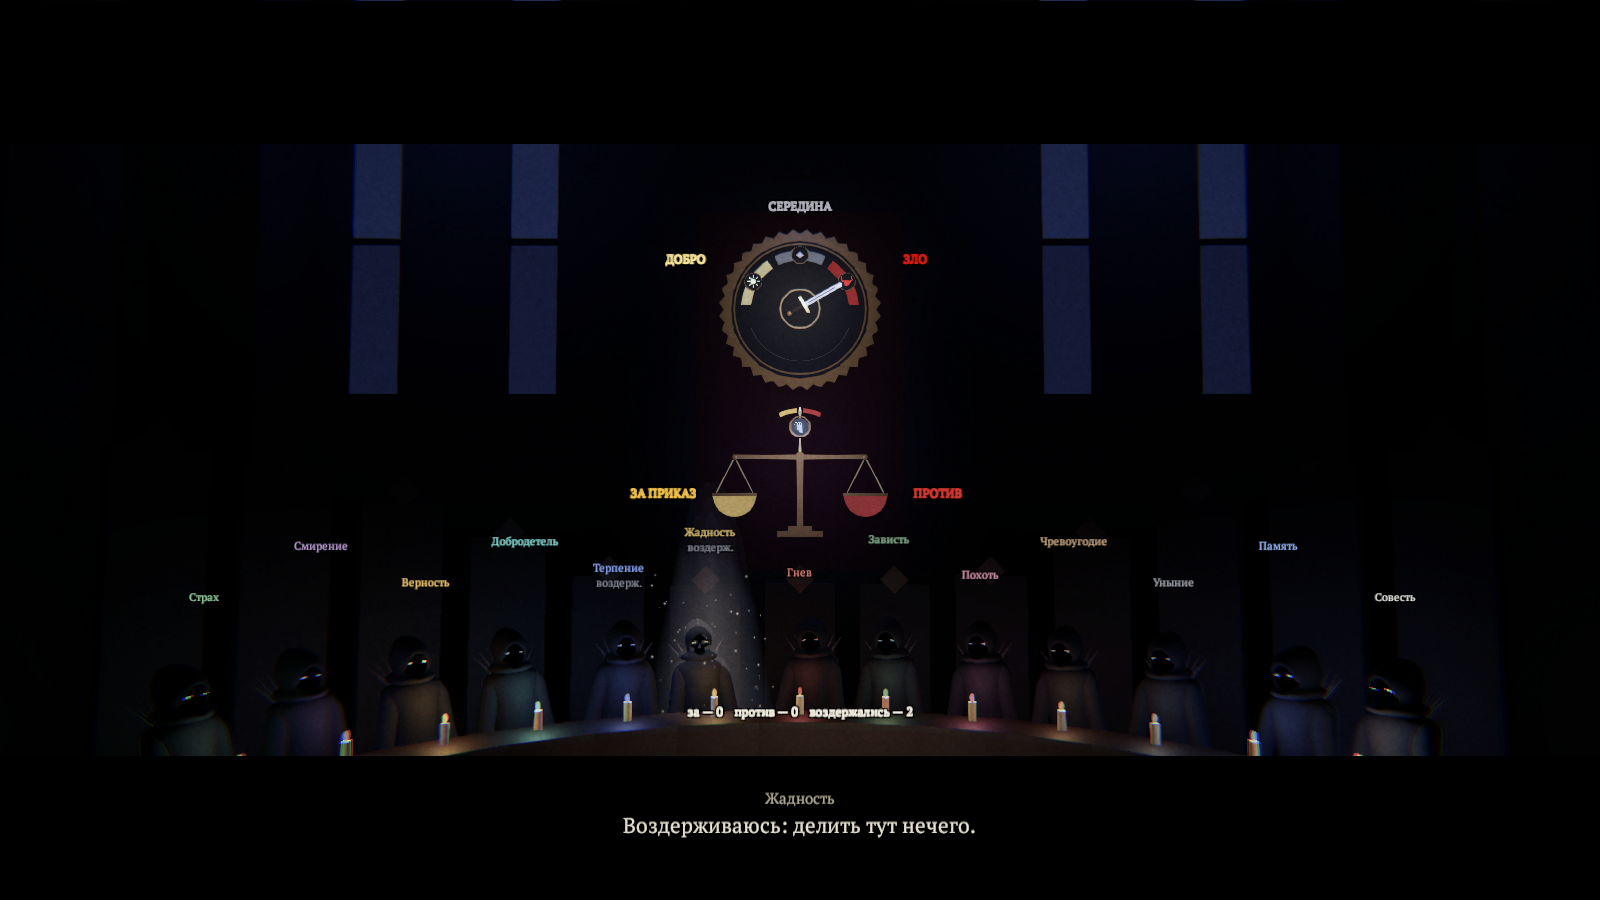 СЕРЕДИНА
ДОБРО
ЗЛО
ЗА ПРИКАЗ
ПРОТИВ
Жадность
воздерж.
Зависть
Добродетель
Чревоугодие
Смирение
Память
Терпение
воздерж.
Гнев
Похоть
Верность
Уныние
Страх
Совесть
за — 0 против — 0 воздержались — 2
Жадность
Воздерживаюсь: делить тут нечего.